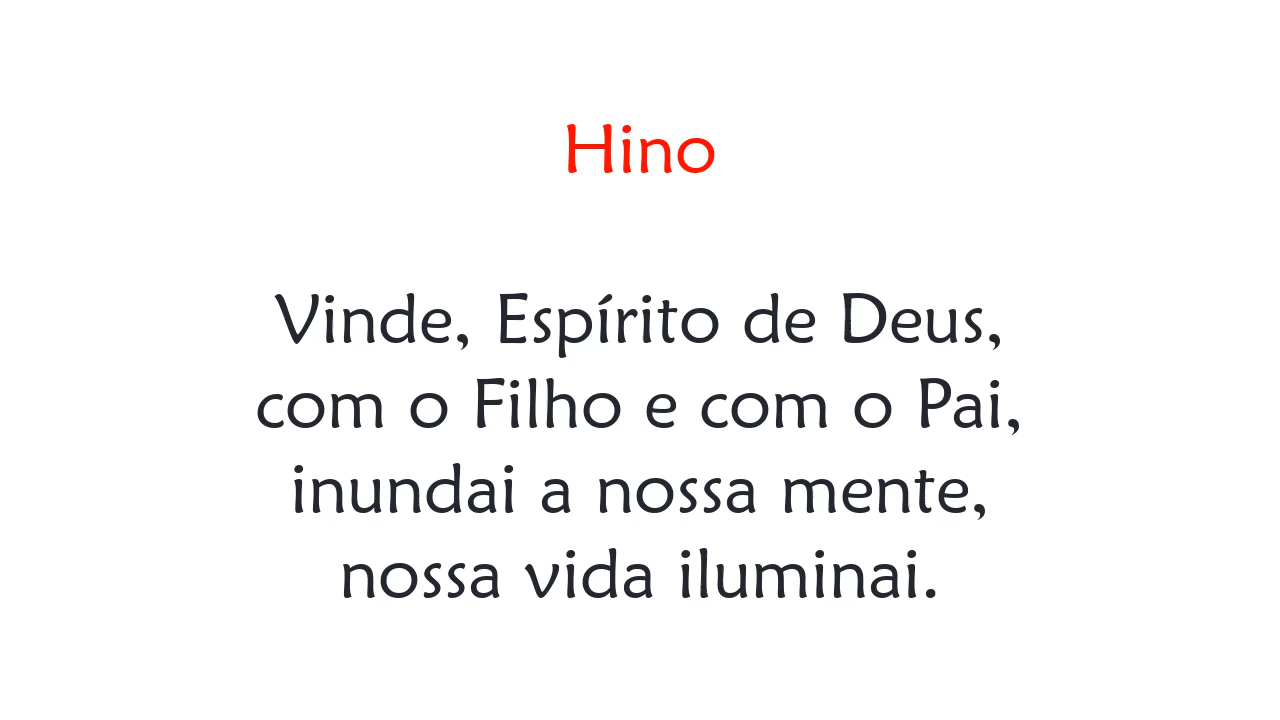 Hino
Vinde, Espírito de Deus,
com o Filho e com o Pai,
inundai a nossa mente,
nossa vida iluminai.